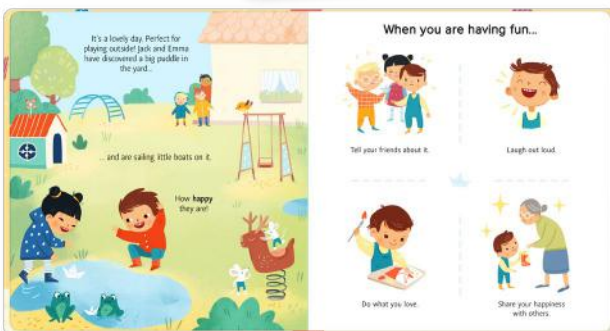 It's a lovely day. Perfect for
playing outside! Jack and Emma
have discovered a big puddle in
the yard...
... and are sailing little boats on it.
How happy
they are!
When you are having fun...
Tell your friends about it.
Laugh out loud.
Do what you love.
Share your happiness
with others.